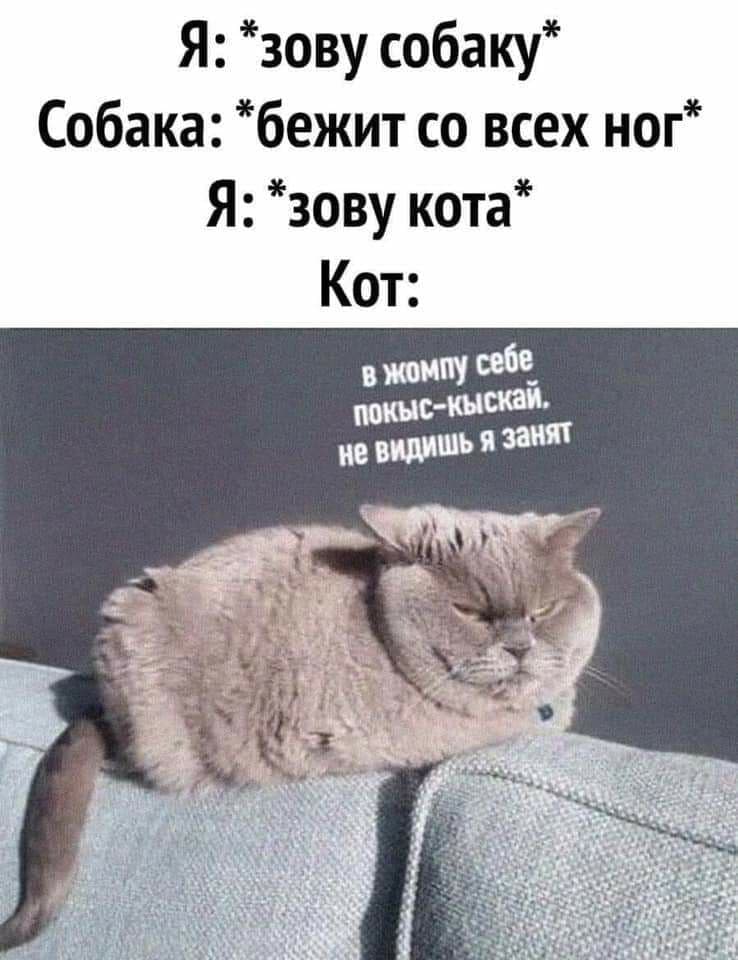 Я: *зову собаку*
Собака: *бежит со всех ног*
Я: *зову кота*
Кот:
в жомпу себе
покыс-кыскай.
не видишь я занят